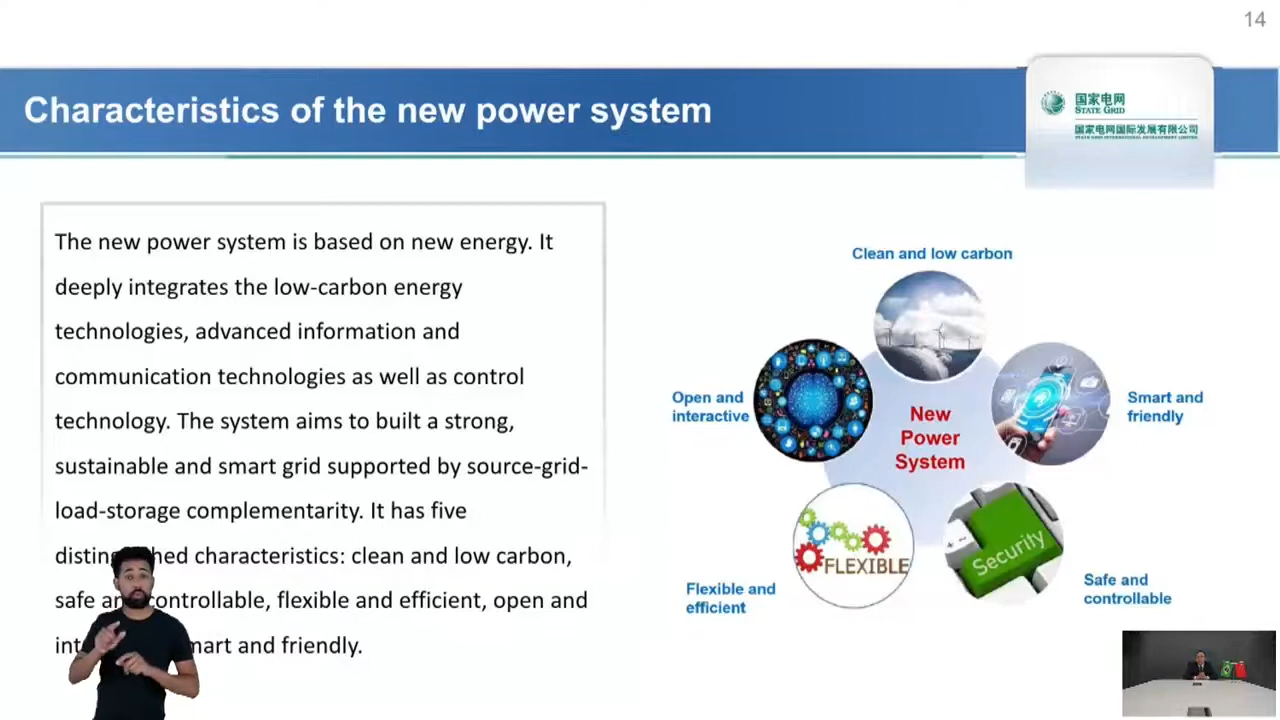 14
Characteristics of the new power system
国家电网
STATE GRID
国家电网国际发展有限公司
STATE GRID INTERNATIONAL DEVELOPMENT LIMITED
The new power system is based on new energy. It
deeply integrates the low-carbon energy
technologies, advanced information and
communication technologies as well as control
technology. The system aims to built a strong,
sustainable and smart grid supported by source-grid-
load-storage complementarity. It has five
characteristics: clean and low carbon,
safe controllable, flexible and efficient, open and
and friendly.
Clean and low carbon
Open and
interactive
Smart and
friendly
New
Power
System
FLEXIBLE
Security
Flexible and
efficient
Safe and
controllable